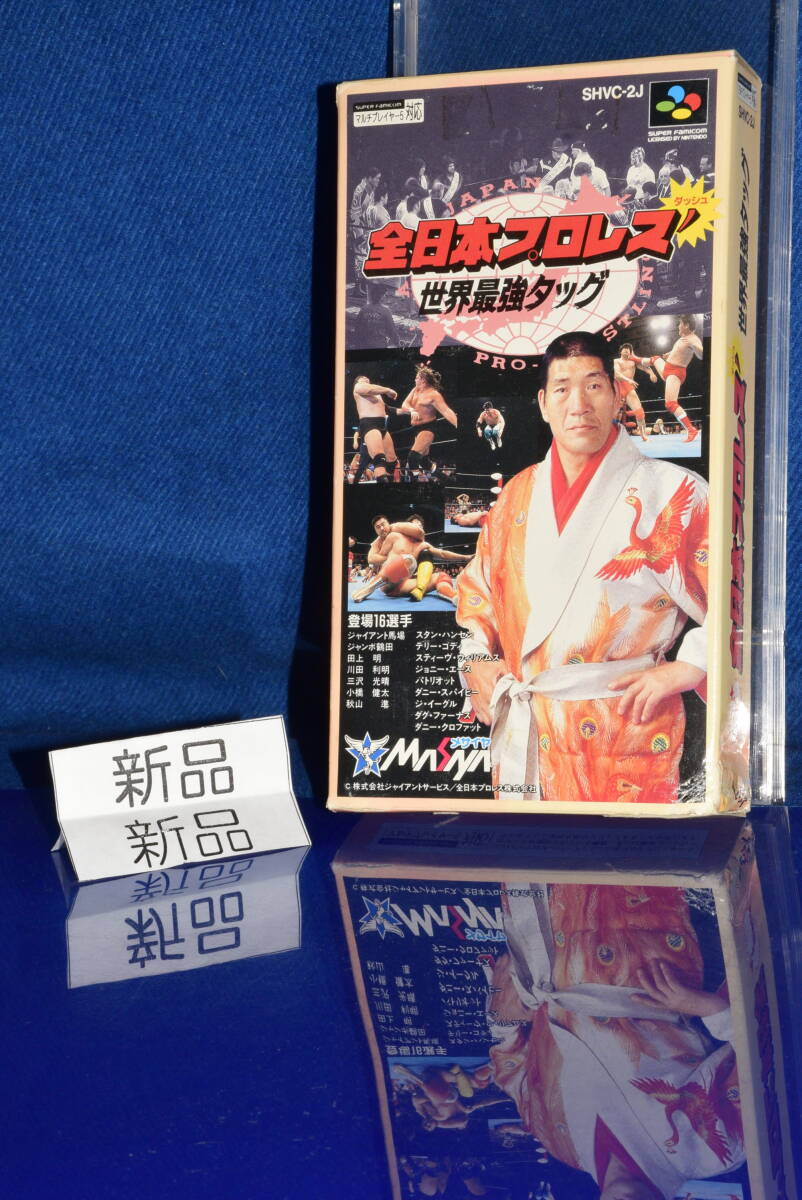 SUPER FAMICOM
マルチプレイヤー5 対応
SHVC-2J
SUPER FAMICOM
LICENSED BY NINTENDO
JAPAN
PRO-
ダッシュ
全日本プロレス'
世界最強タッグ
登場16選手
ジャイアント馬場 スタン・ハンセン
ジャンボ鶴田 テリー・ゴディ
田上 明 スティーヴ・ウィリアムス
川田 利明 ジョニー・エース
三沢 光晴 パトリオット
小橋 健太 ダニー・スパイビー
秋山 準 ジ・イーグル
ダグ・ファーナス
ダニー・クロファット
メサイヤ
MASAYA
© 株式会社ジャイアントサービス/全日本プロレス株式会社
SHVC-2J
新品
新品